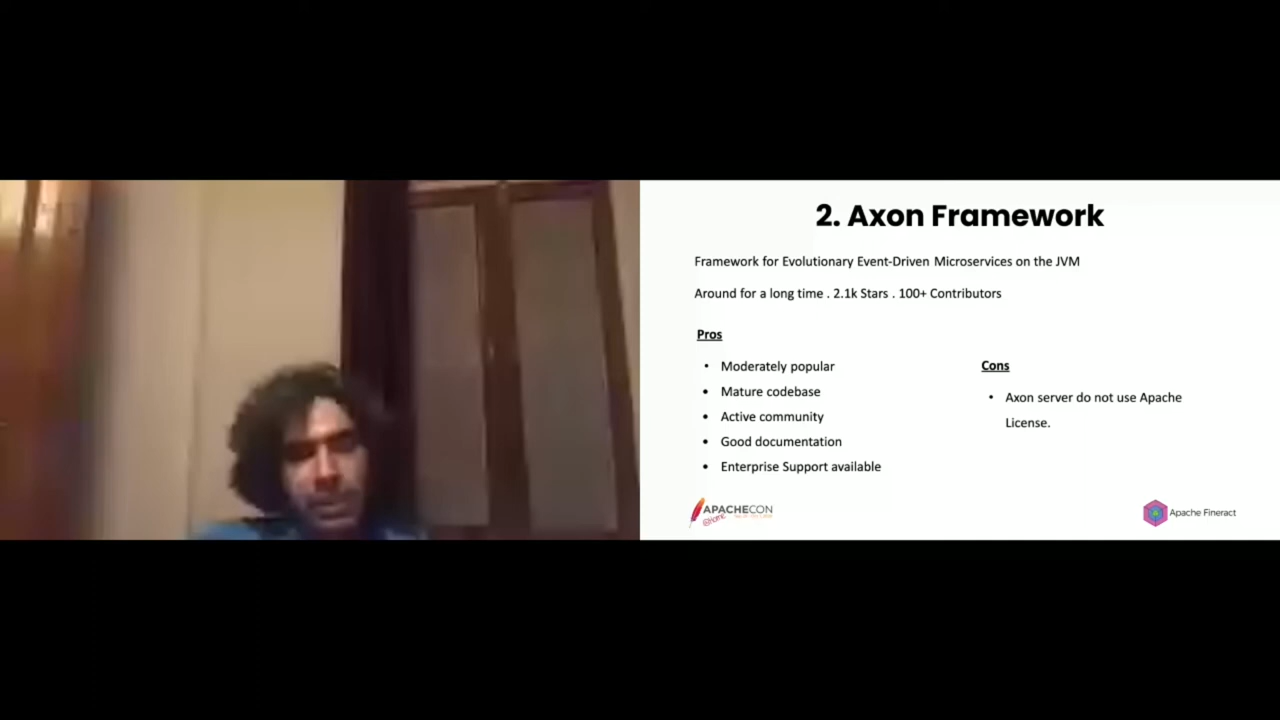 2. Axon Framework
Framework for Evolutionary Event-Driven Microservices on the JVM
Around for a long time . 2.1k Stars . 100+ Contributors
Pros
• Moderately popular
• Mature codebase
• Active community
• Good documentation
• Enterprise Support available
Cons
• Axon server do not use Apache
License.
APACHECON
@home
Apache Fineract